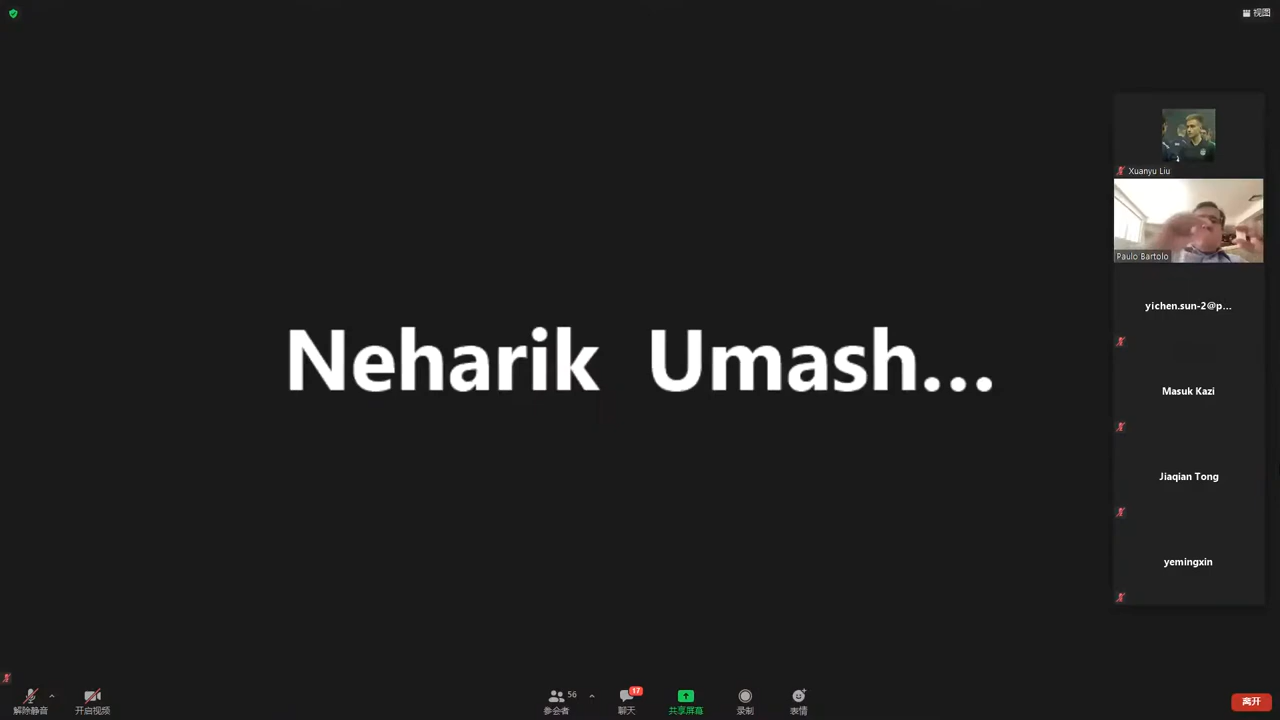 视图
Xuanyu Liu
Paulo Bartolo
yichen.sun-2@p...
Neharik Umash...
Masuk Kazi
Jiaqian Tong
yemingxin
解除静音
开启视频
56
参会者
17
聊天
共享屏幕
录制
表情
离开